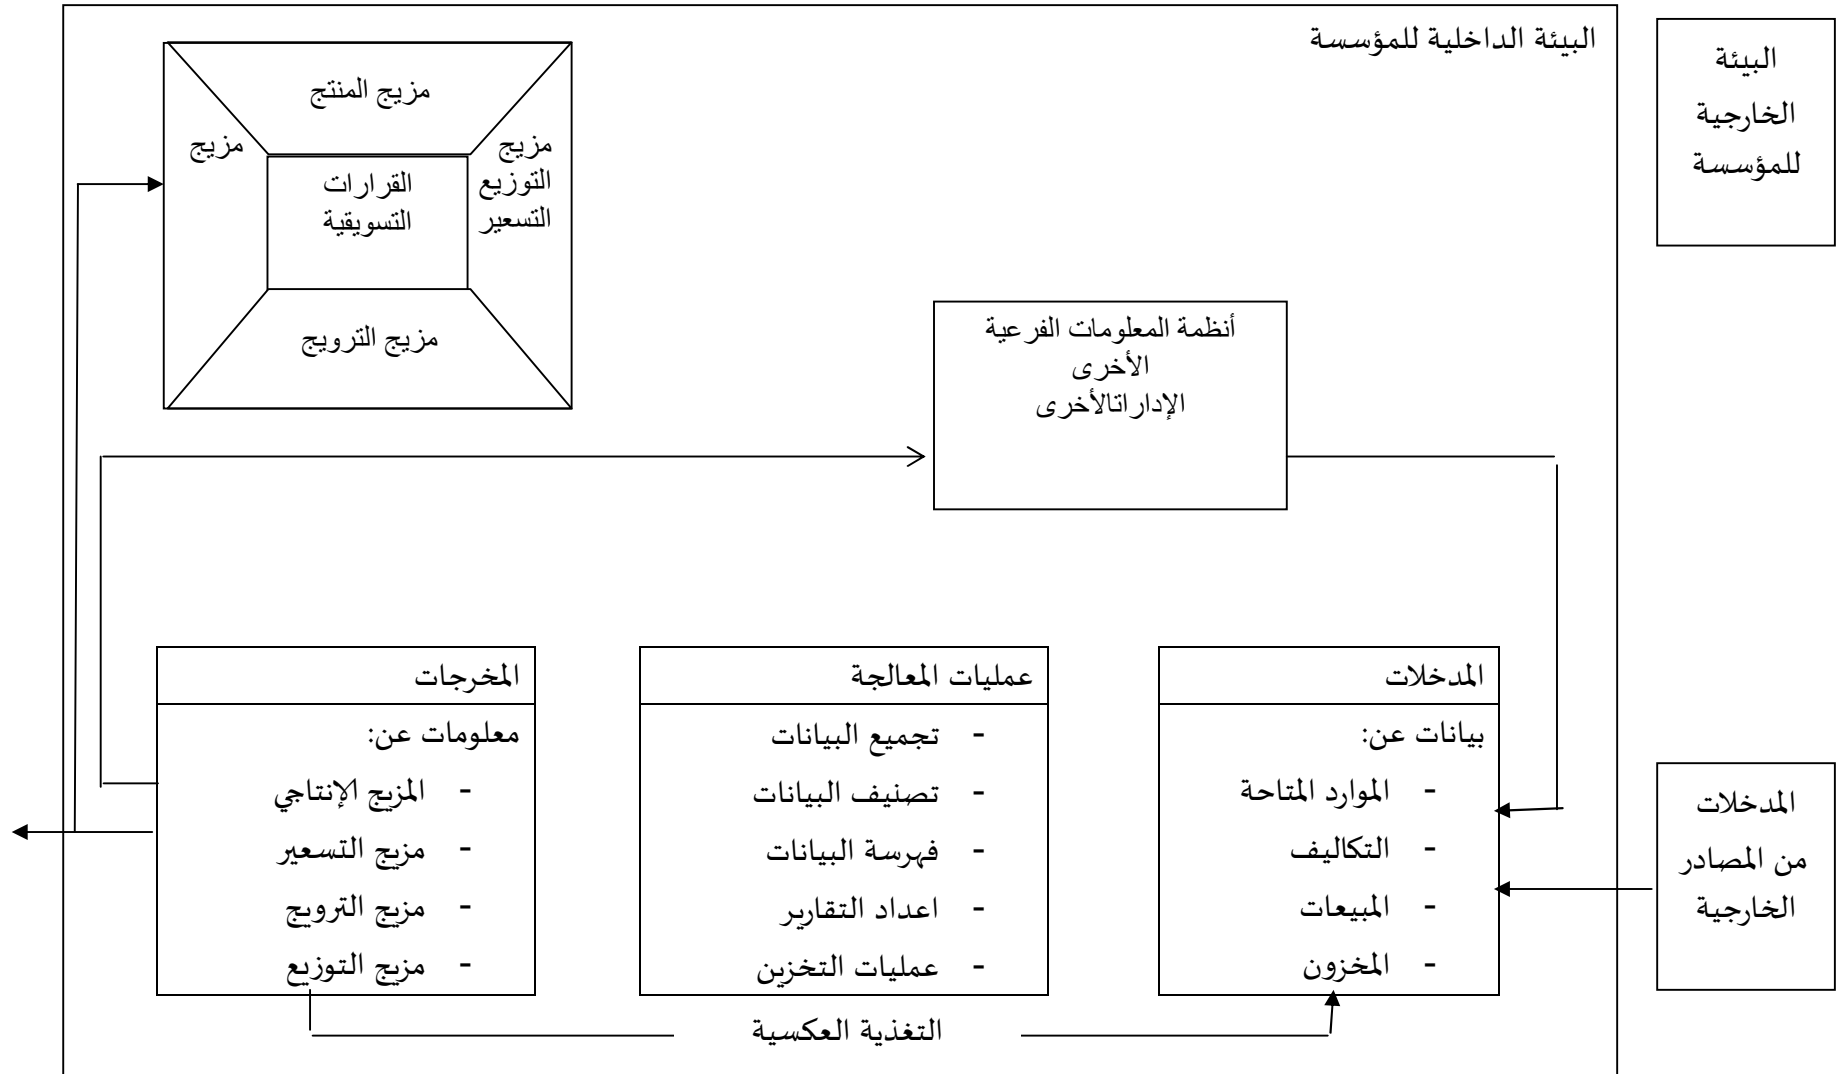 البيئة الداخلية للمؤسسة
البيئة
الخارجية
للمؤسسة
مزيج المنتج
مزيج
التوزيع
التسعير
مزيج
القرارات
التسويقية
مزيج الترويج
أنظمة المعلومات الفرعية
الأخرى
الإداراتالأخرى
المدخلات
بيانات عن:
- الموارد المتاحة
- التكاليف
- المبيعات
- المخزون
عمليات المعالجة
- تجميع البيانات
- تصنيف البيانات
- فهرسة البيانات
- اعداد التقارير
- عمليات التخزين
المخرجات
معلومات عن:
- المزيج الإنتاجي
- مزيج التسعير
- مزيج الترويج
- مزيج التوزيع
المدخلات
من المصادر
الخارجية
التغذية العكسية